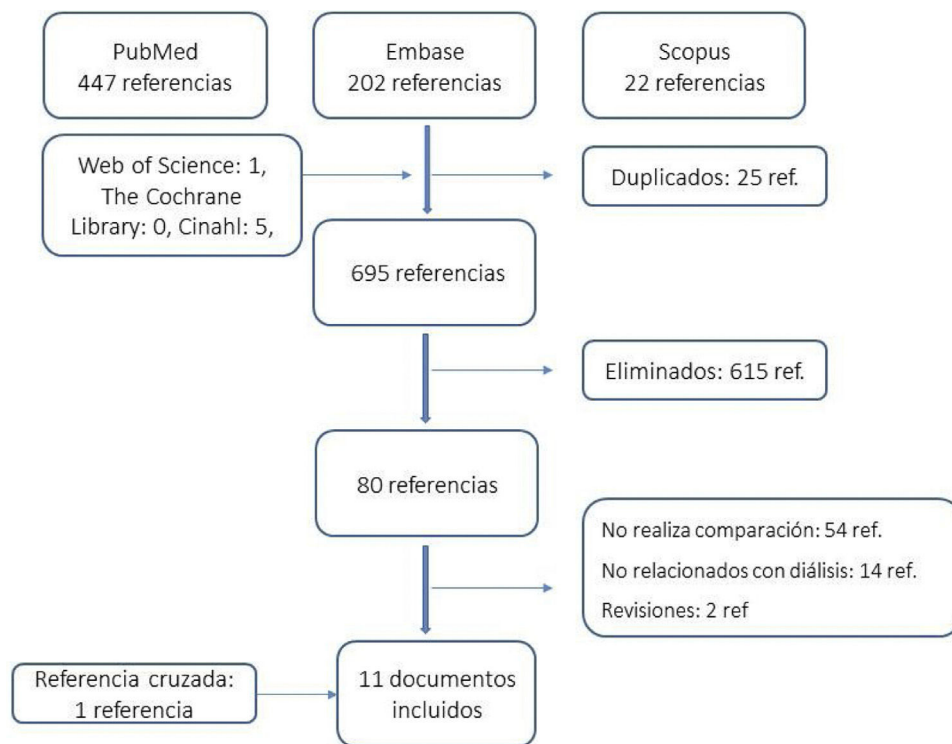 PubMed
447 referencias
Embase
202 referencias
Scopus
22 referencias
Web of Science: 1,
The Cochrane
Library: 0, Cinahl: 5,
Duplicados: 25 ref.
695 referencias
Eliminados: 615 ref.
80 referencias
No realiza comparación: 54 ref.
No relacionados con diálisis: 14 ref.
Revisiones: 2 ref
Referencia cruzada:
1 referencia
11 documentos
incluidos